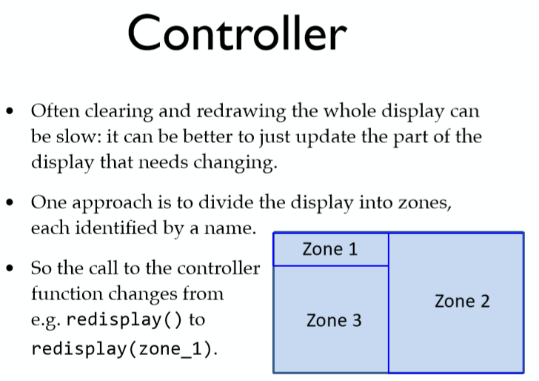 Controller
• Often clearing and redrawing the whole display can
be slow: it can be better to just update the part of the
display that needs changing.
• One approach is to divide the display into zones,
each identified by a name.
• So the call to the controller
function changes from
e.g. redisplay() to
redisplay(zone_1).
Zone 1
Zone 2
Zone 3